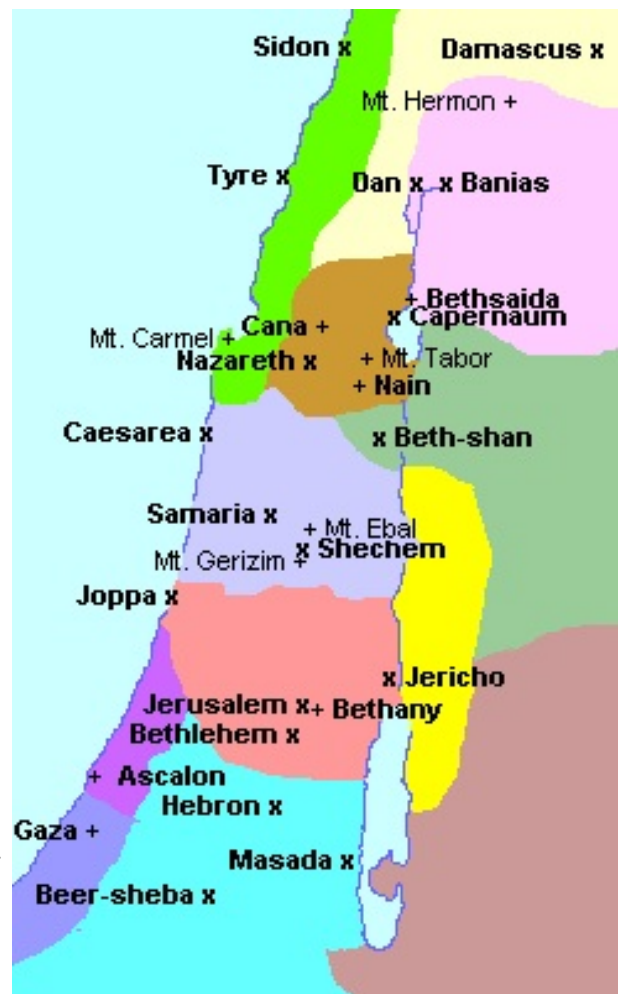 Sidon x
Damascus x
Mt. Hermon +
Tyre x
Dan x
x Banias
+ Bethsaida
x Capernaum
Cana +
Mt. Carmel +
Nazareth x
+ Mt. Tabor
+ Nain
Caesarea x
x Beth-shan
Samaria x
+ Mt. Ebal
x Shechem
Mt. Gerizim +
Joppa x
x Jericho
Jerusalem x
+ Bethany
Bethlehem x
+ Ascalon
Hebron x
Gaza +
Masada x
Beer-sheba x